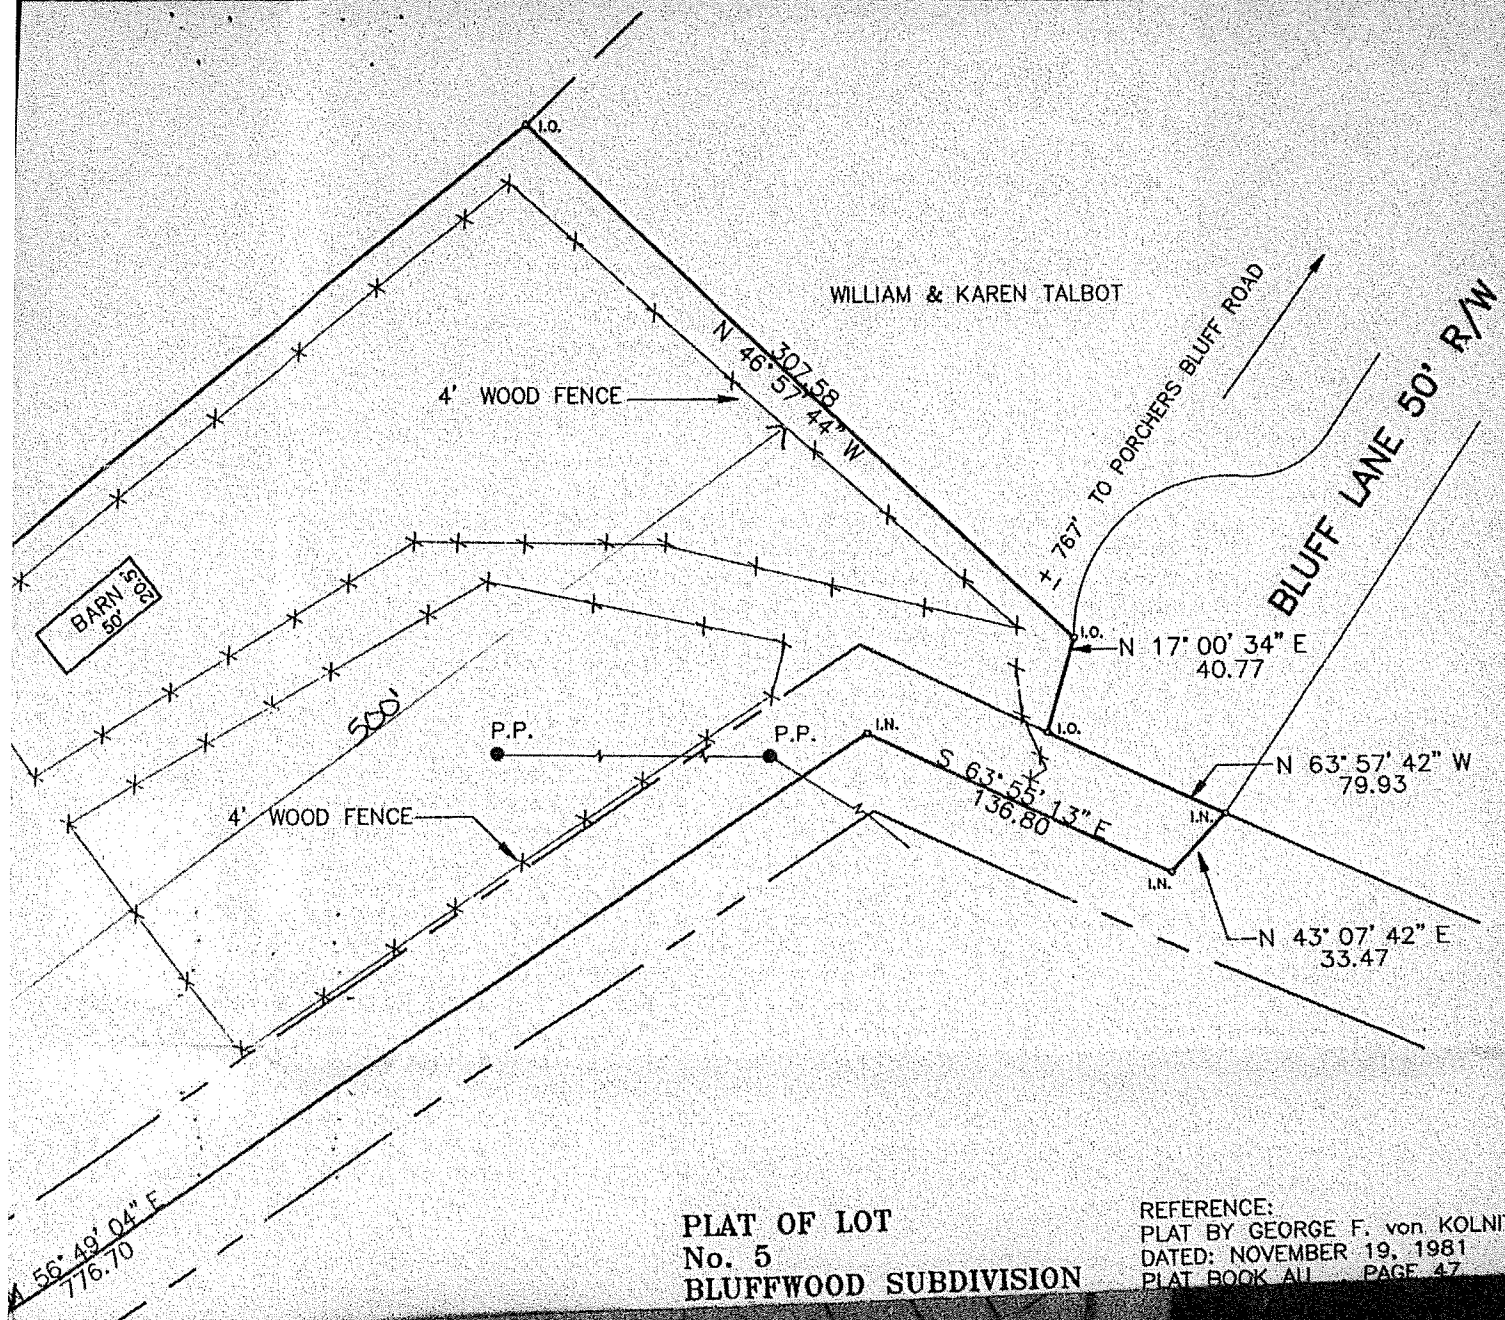 I.O.
WILLIAM & KAREN TALBOT
307.58
N 46° 57' 44" W
4' WOOD FENCE
+- 767' TO PORCHERS BLUFF ROAD
BLUFF LANE 50' R/W
BARN
50'
20.5'
I.O.
N 17° 00' 34" E
40.77
500'
P.P.
P.P.
I.N.
I.O.
S 63° 55' 13" E
136.80
N 63° 57' 42" W
79.93
4' WOOD FENCE
I.N.
I.N.
N 43° 07' 42" E
33.47
56° 49' 04" E
776.70
PLAT OF LOT
No. 5
BLUFFWOOD SUBDIVISION
REFERENCE:
PLAT BY GEORGE F. von KOLNI
DATED: NOVEMBER 19, 1981
PLAT BOOK AU PAGE 47